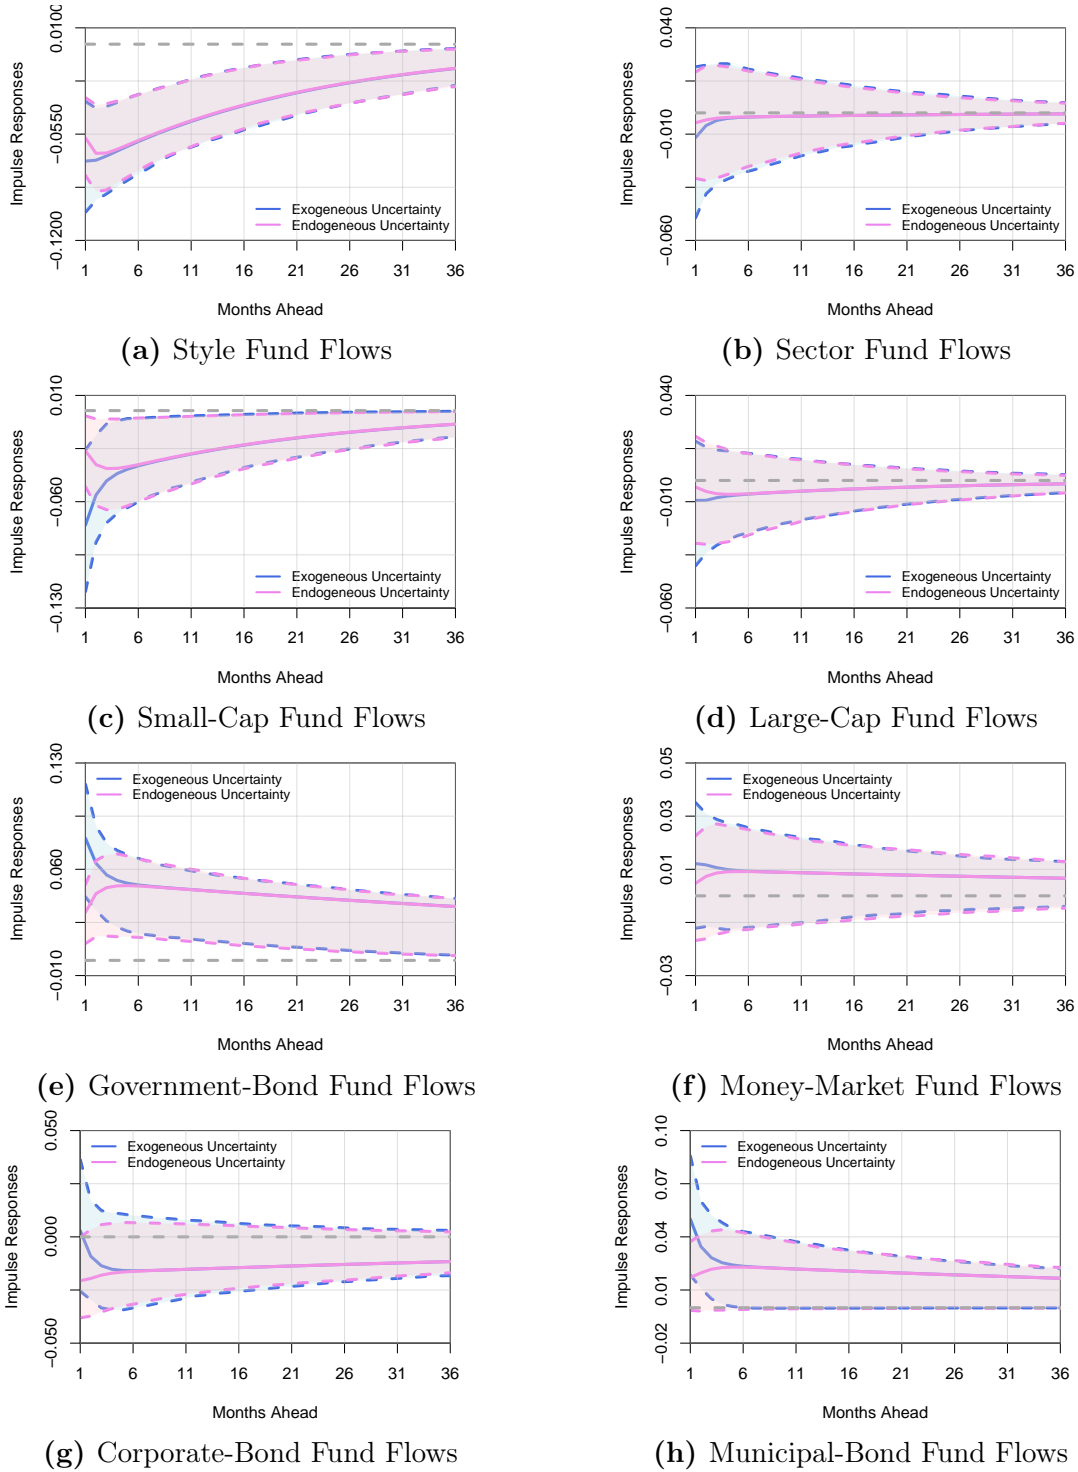 0.0100
-0.0550
-0.1200
Impulse Responses
Exogeneous Uncertainty
Endogeneous Uncertainty
1 6 11 16 21 26 31 36
Months Ahead
(a) Style Fund Flows
0.040
-0.010
-0.060
Impulse Responses
Exogeneous Uncertainty
Endogeneous Uncertainty
1 6 11 16 21 26 31 36
Months Ahead
(b) Sector Fund Flows
0.010
-0.060
-0.130
Impulse Responses
Exogeneous Uncertainty
Endogeneous Uncertainty
1 6 11 16 21 26 31 36
Months Ahead
(c) Small-Cap Fund Flows
0.040
-0.010
-0.060
Impulse Responses
Exogeneous Uncertainty
Endogeneous Uncertainty
1 6 11 16 21 26 31 36
Months Ahead
(d) Large-Cap Fund Flows
0.130
0.060
-0.010
Impulse Responses
Exogeneous Uncertainty
Endogeneous Uncertainty
1 6 11 16 21 26 31 36
Months Ahead
(e) Government-Bond Fund Flows
0.05
0.03
0.01
-0.03
Impulse Responses
Exogeneous Uncertainty
Endogeneous Uncertainty
1 6 11 16 21 26 31 36
Months Ahead
(f) Money-Market Fund Flows
0.050
0.000
-0.050
Impulse Responses
Exogeneous Uncertainty
Endogeneous Uncertainty
1 6 11 16 21 26 31 36
Months Ahead
(g) Corporate-Bond Fund Flows
0.10
0.07
0.04
0.01
-0.02
Impulse Responses
Exogeneous Uncertainty
Endogeneous Uncertainty
1 6 11 16 21 26 31 36
Months Ahead
(h) Municipal-Bond Fund Flows